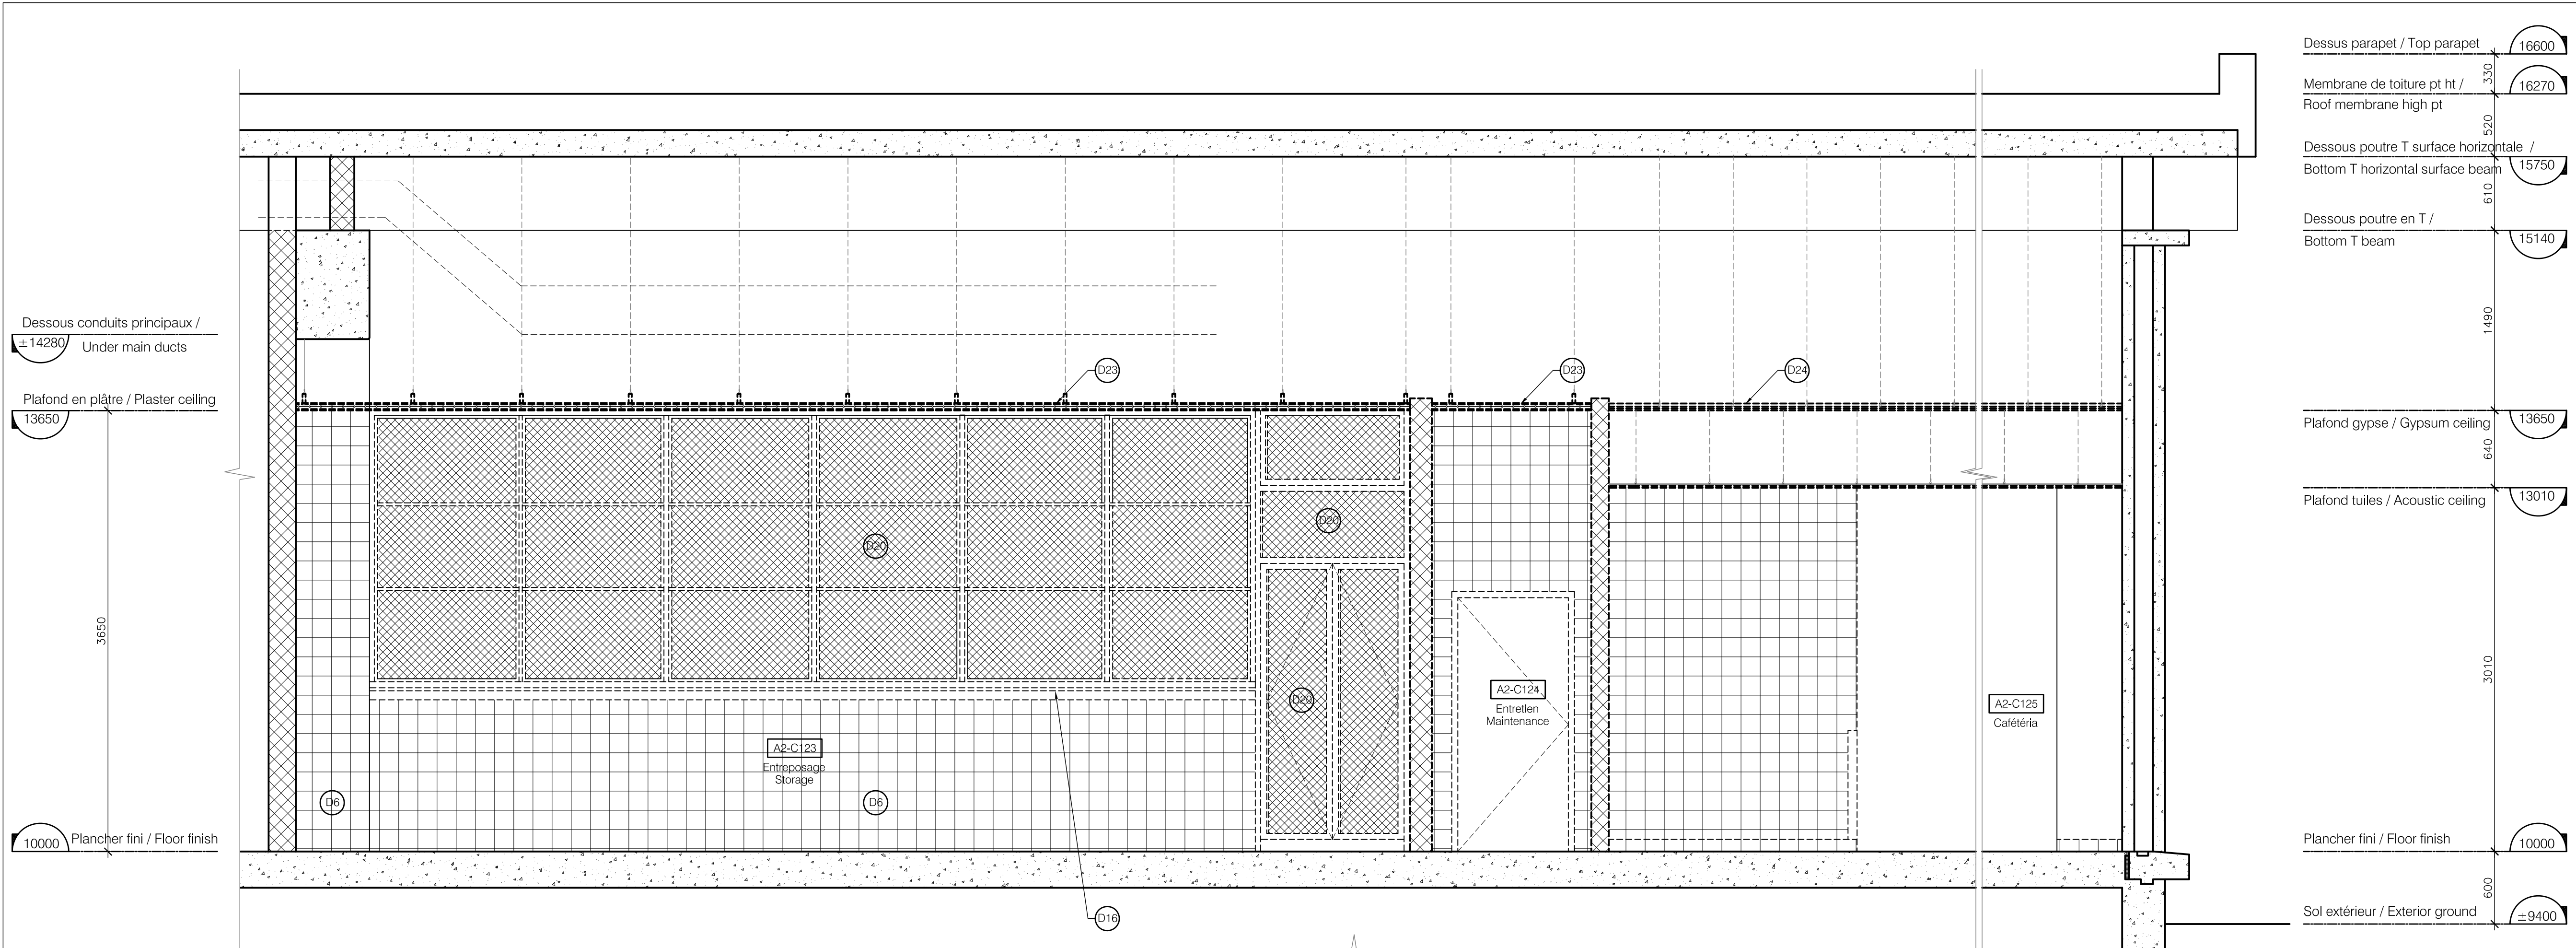 Dessus parapet / Top parapet
16600
330
Membrane de toiture pt ht /
16270
Roof membrane high pt
520
Dessous poutre T surface horizontale /
15750
Bottom T horizontal surface beam
610
Dessous poutre en T /
15140
Bottom T beam
1490
Dessous conduits principaux /
±14280
Under main ducts
D23
D23
D24
Plafond en plâtre / Plaster ceiling
13650
13650
Plafond gypse / Gypsum ceiling
640
13010
Plafond tuiles / Acoustic ceiling
D20
D20
D20
3650
3010
A2-C124
Entretien
Maintenance
A2-C125
Cafétéria
A2-C123
Entreposage
Storage
D6
D6
10000
Plancher fini / Floor finish
Plancher fini / Floor finish
10000
600
D16
Sol extérieur / Exterior ground
±9400